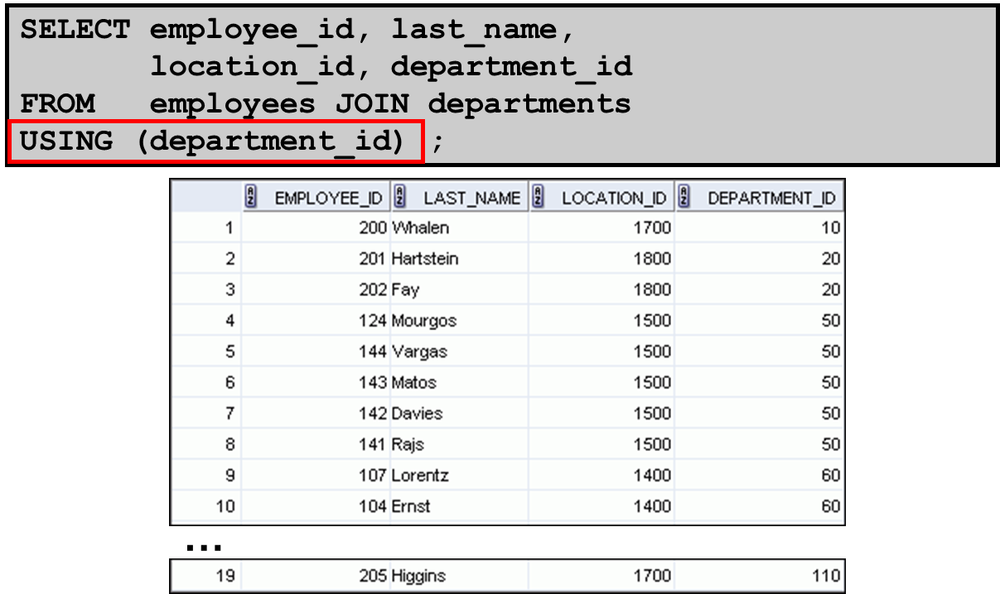 SELECT employee_id, last_name,
location_id, department_id
FROM employees JOIN departments
USING (department_id) ;
EMPLOYEE_ID LAST_NAME LOCATION_ID DEPARTMENT_ID
1 200 Whalen 1700 10
2 201 Hartstein 1800 20
3 202 Fay 1800 20
4 124 Mourgos 1500 50
5 144 Vargas 1500 50
6 143 Matos 1500 50
7 142 Davies 1500 50
8 141 Rajs 1500 50
9 107 Lorentz 1400 60
10 104 Ernst 1400 60
...
19 205 Higgins 1700 110